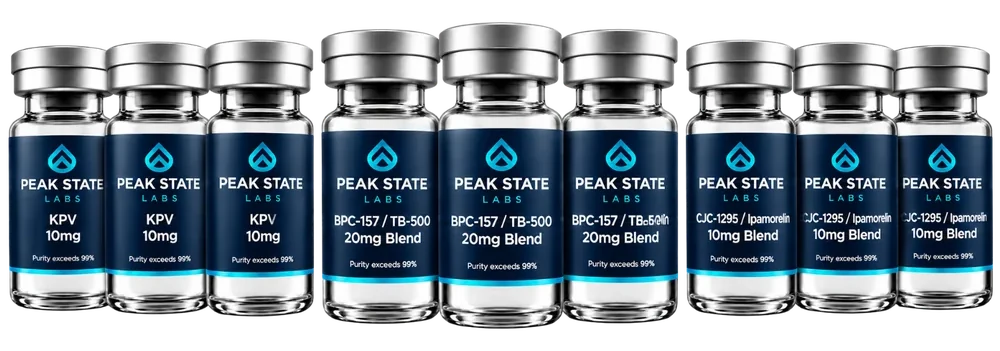 PEAK STATE
LABS
KPV
10mg
Purity exceeds 99%
PEAK STATE
LABS
KPV
10mg
Purity exceeds 99%
PEAK STATE
LABS
KPV
10mg
Purity exceeds 99%
PEAK STATE
LABS
BPC-157 / TB-500
20mg Blend
Purity exceeds 99%
PEAK STATE
LABS
BPC-157 / TB-500
20mg Blend
Purity exceeds 99%
PEAK STATE
LABS
BPC-157 /
20mg Blend
Purity exceeds 99%
PEAK STATE
LABS
CJC-1295 / Ipamorelin
10mg Blend
Purity exceeds 99%
PEAK STATE
LABS
CJC-1295 / Ipamorelin
10mg Blend
Purity exceeds 99%
PEAK STATE
LABS
CJC-1295 / Ipamorelin
10mg Blend
Purity exceeds 99%